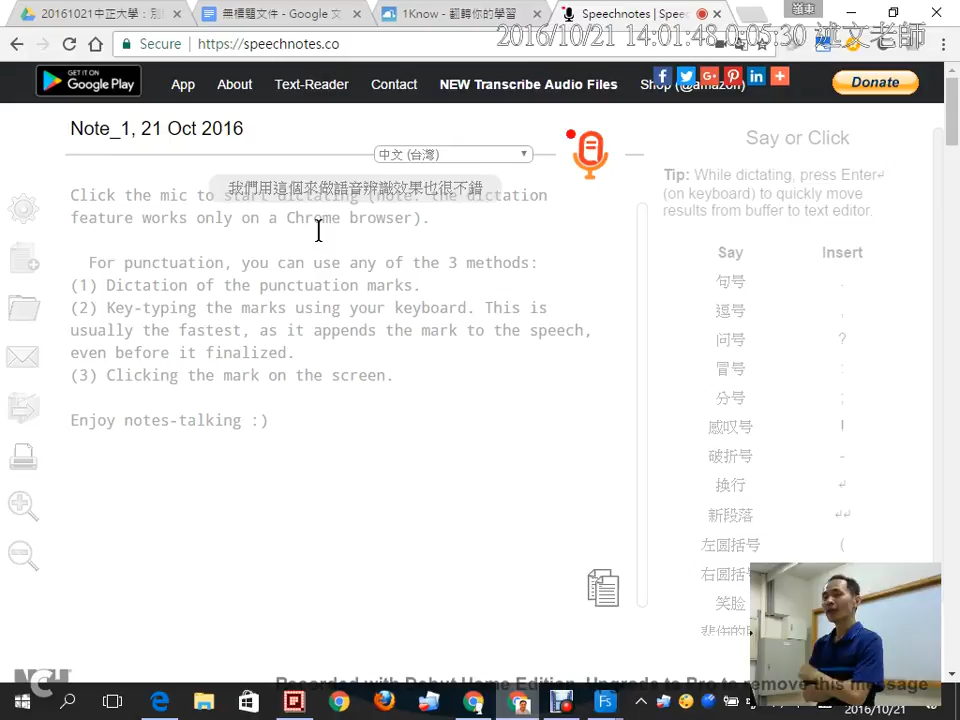 20161021中正大學：別
無標題文件 - Google 文
1Know - 翻轉你的學習
Speechnotes | Spee
Secure | https://speechnotes.co
2016/10/21 14:01:48 0:05:30 述文老師
GET IT ON Google Play
App About Text-Reader Contact NEW Transcribe Audio Files Shop (@amazon) Donate
Note_1, 21 Oct 2016
中文 (台灣)
我們用這個來做語音辨識效果也很不錯
Click the mic to start dictating (note: the dictation
feature works only on a Chrome browser).
For punctuation, you can use any of the 3 methods:
(1) Dictation of the punctuation marks.
(2) Key-typing the marks using your keyboard. This is
usually the fastest, as it appends the mark to the speech,
even before it finalized.
(3) Clicking the mark on the screen.
Enjoy notes-talking :)
Say or Click
Tip: While dictating, press Enter↵
(on keyboard) to quickly move
results from buffer to text editor.
Say Insert
句号 .
逗号 ,
问号 ?
冒号 :
分号 ;
感叹号 !
破折号 -
换行 ↵
新段落 ↵↵
左圆括号 (
右圆括
笑脸
悲伤的
NCH
Recorded with Debut Home Edition. Upgrade to Pro to remove this message
2016/10/21